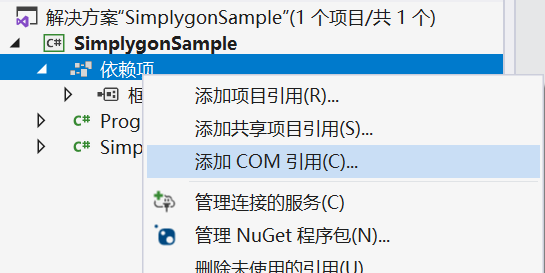 解决方案“SimplygonSample”(1 个项目/共 1 个)
C# SimplygonSample
依赖项
添加项目引用(R)...
C# Prog
添加共享项目引用(S)...
C# Simp
添加 COM 引用(C)...
管理连接的服务(C)
管理 NuGet 程序包(N)...
删除未使用的引用(U)